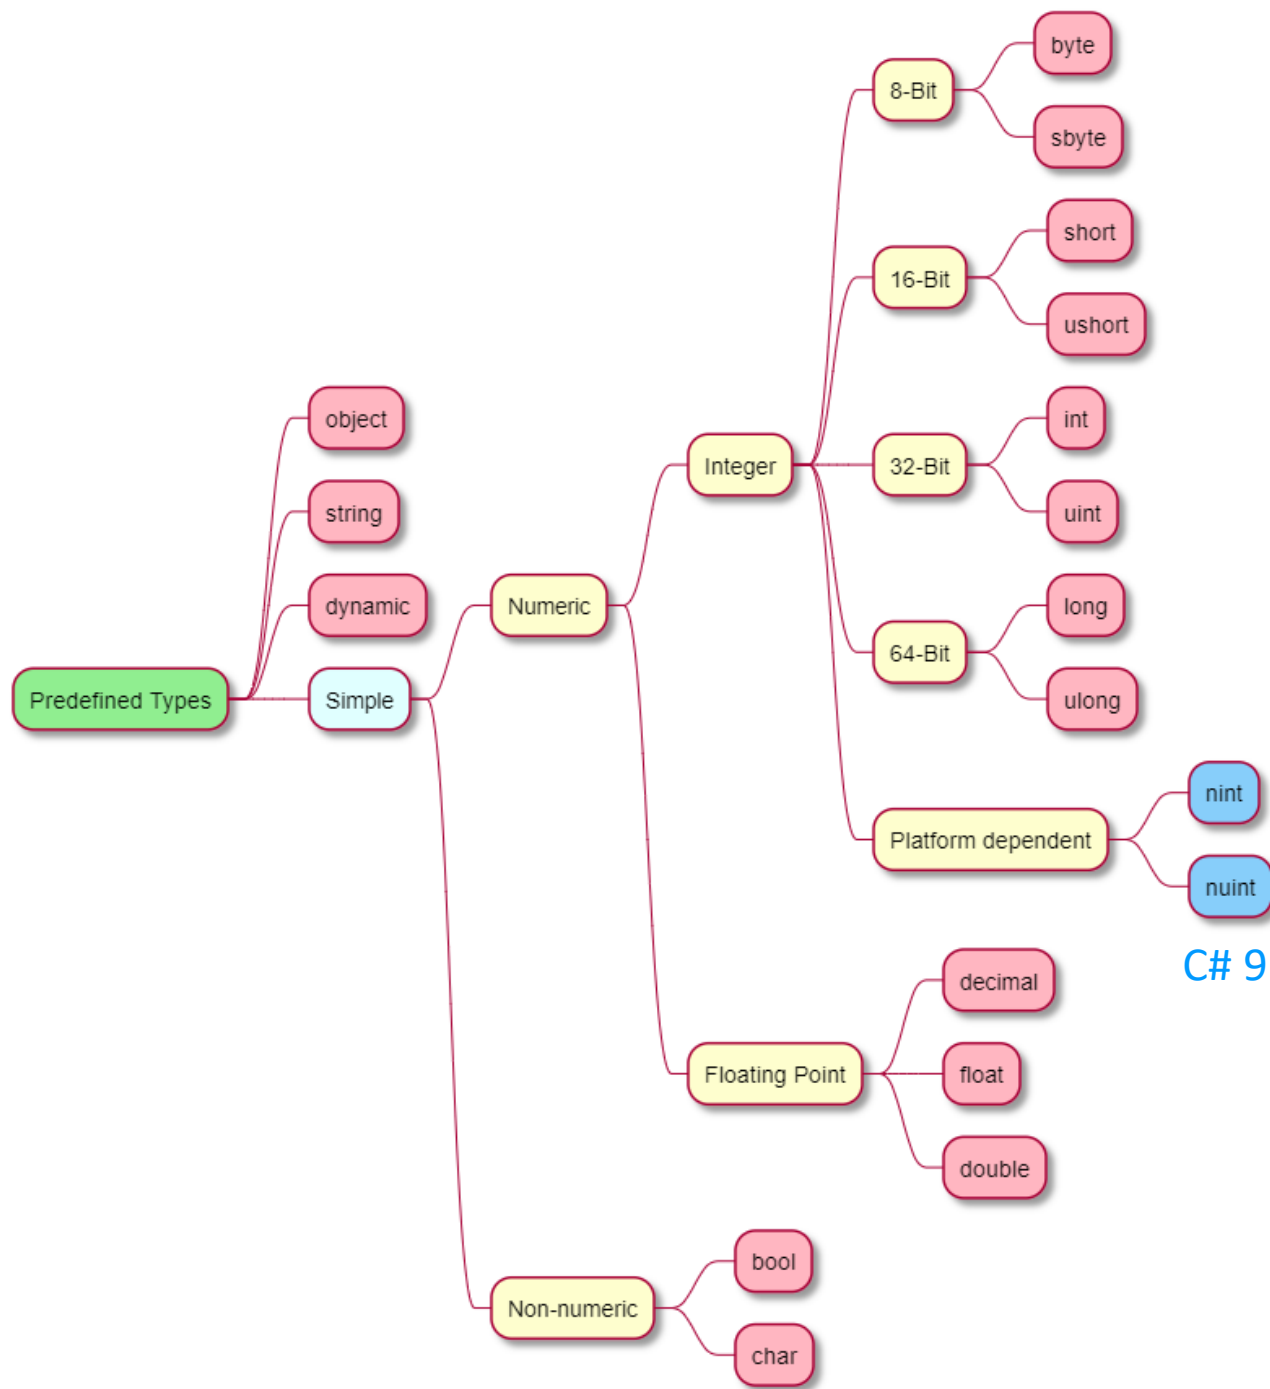 Predefined Types
object
string
dynamic
Simple
Numeric
Integer
8-Bit
byte
sbyte
16-Bit
short
ushort
32-Bit
int
uint
64-Bit
long
ulong
Platform dependent
nint
nuint
C# 9
Floating Point
decimal
float
double
Non-numeric
bool
char